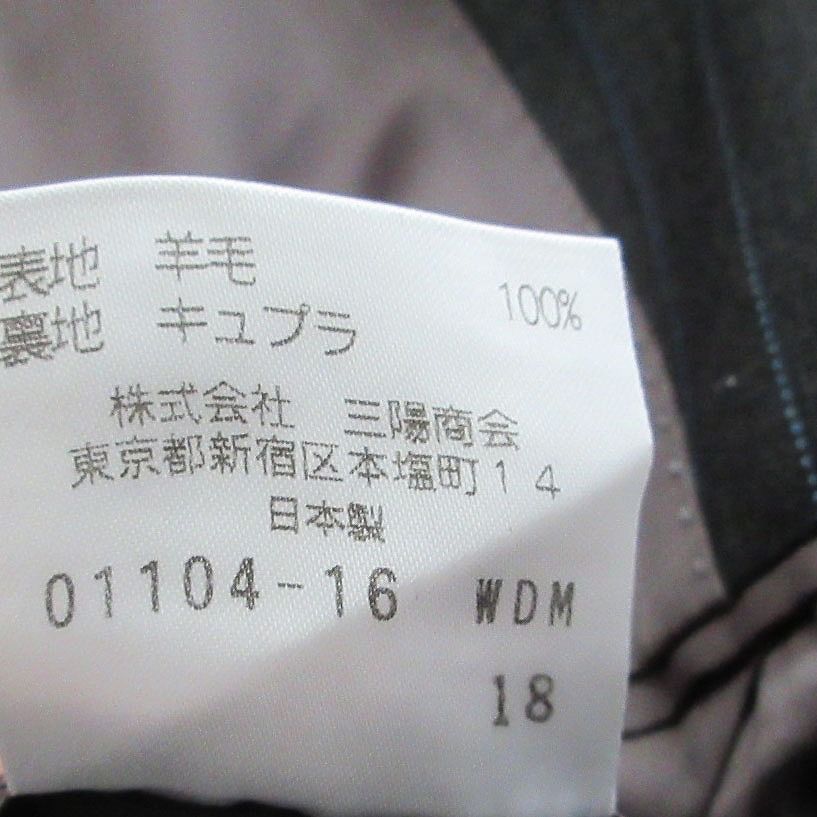 表地 羊毛 100%
裏地 キュプラ
株式会社 三陽商会
東京都新宿区本塩町14
日本製
01104-16 WDM
18